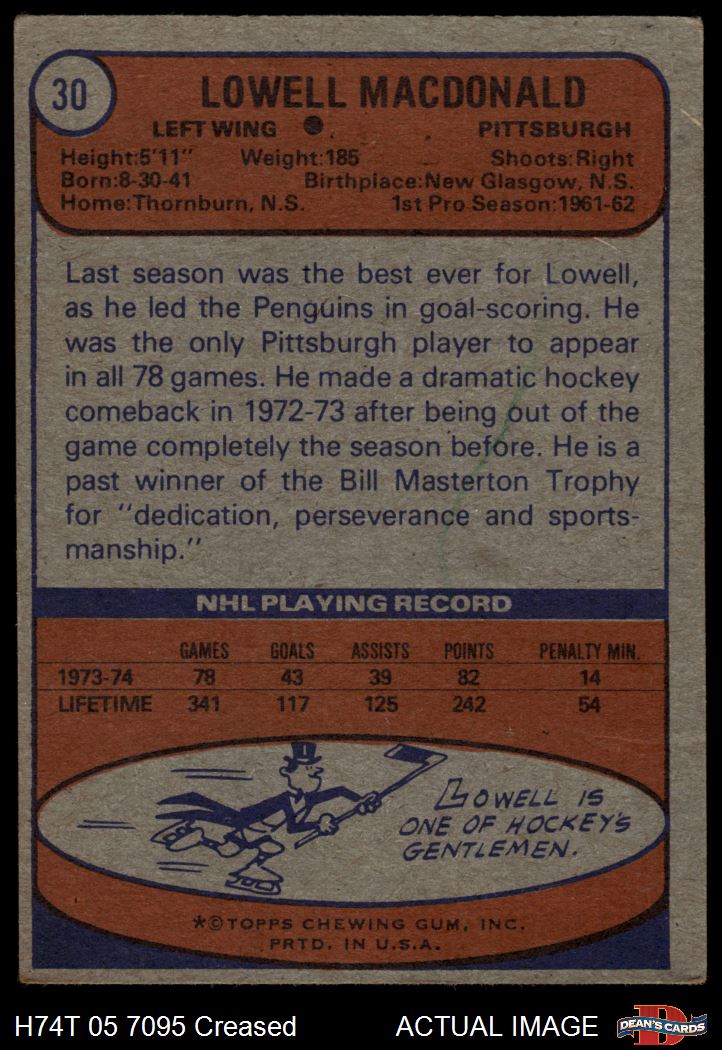 30
LOWELL MACDONALD
LEFT WING PITTSBURGH
Height:5'11" Weight:185 Shoots:Right
Born:8-30-41 Birthplace:New Glasgow, N.S.
Home:Thornburn, N.S. 1st Pro Season:1961-62
Last season was the best ever for Lowell,
as he led the Penguins in goal-scoring. He
was the only Pittsburgh player to appear
in all 78 games. He made a dramatic hockey
comeback in 1972-73 after being out of the
game completely the season before. He is a
past winner of the Bill Masterton Trophy
for "dedication, perseverance and sports-
manship."
NHL PLAYING RECORD
GAMES GOALS ASSISTS POINTS PENALTY MIN.
1973-74 78 43 39 82 14
LIFETIME 341 117 125 242 54
LOWELL IS
ONE OF HOCKEY'S
GENTLEMEN.
*©TOPPS CHEWING GUM, INC.
PRTD. IN U.S.A.
H74T 05 7095 Creased ACTUAL IMAGE
D
DEAN'S CARDS